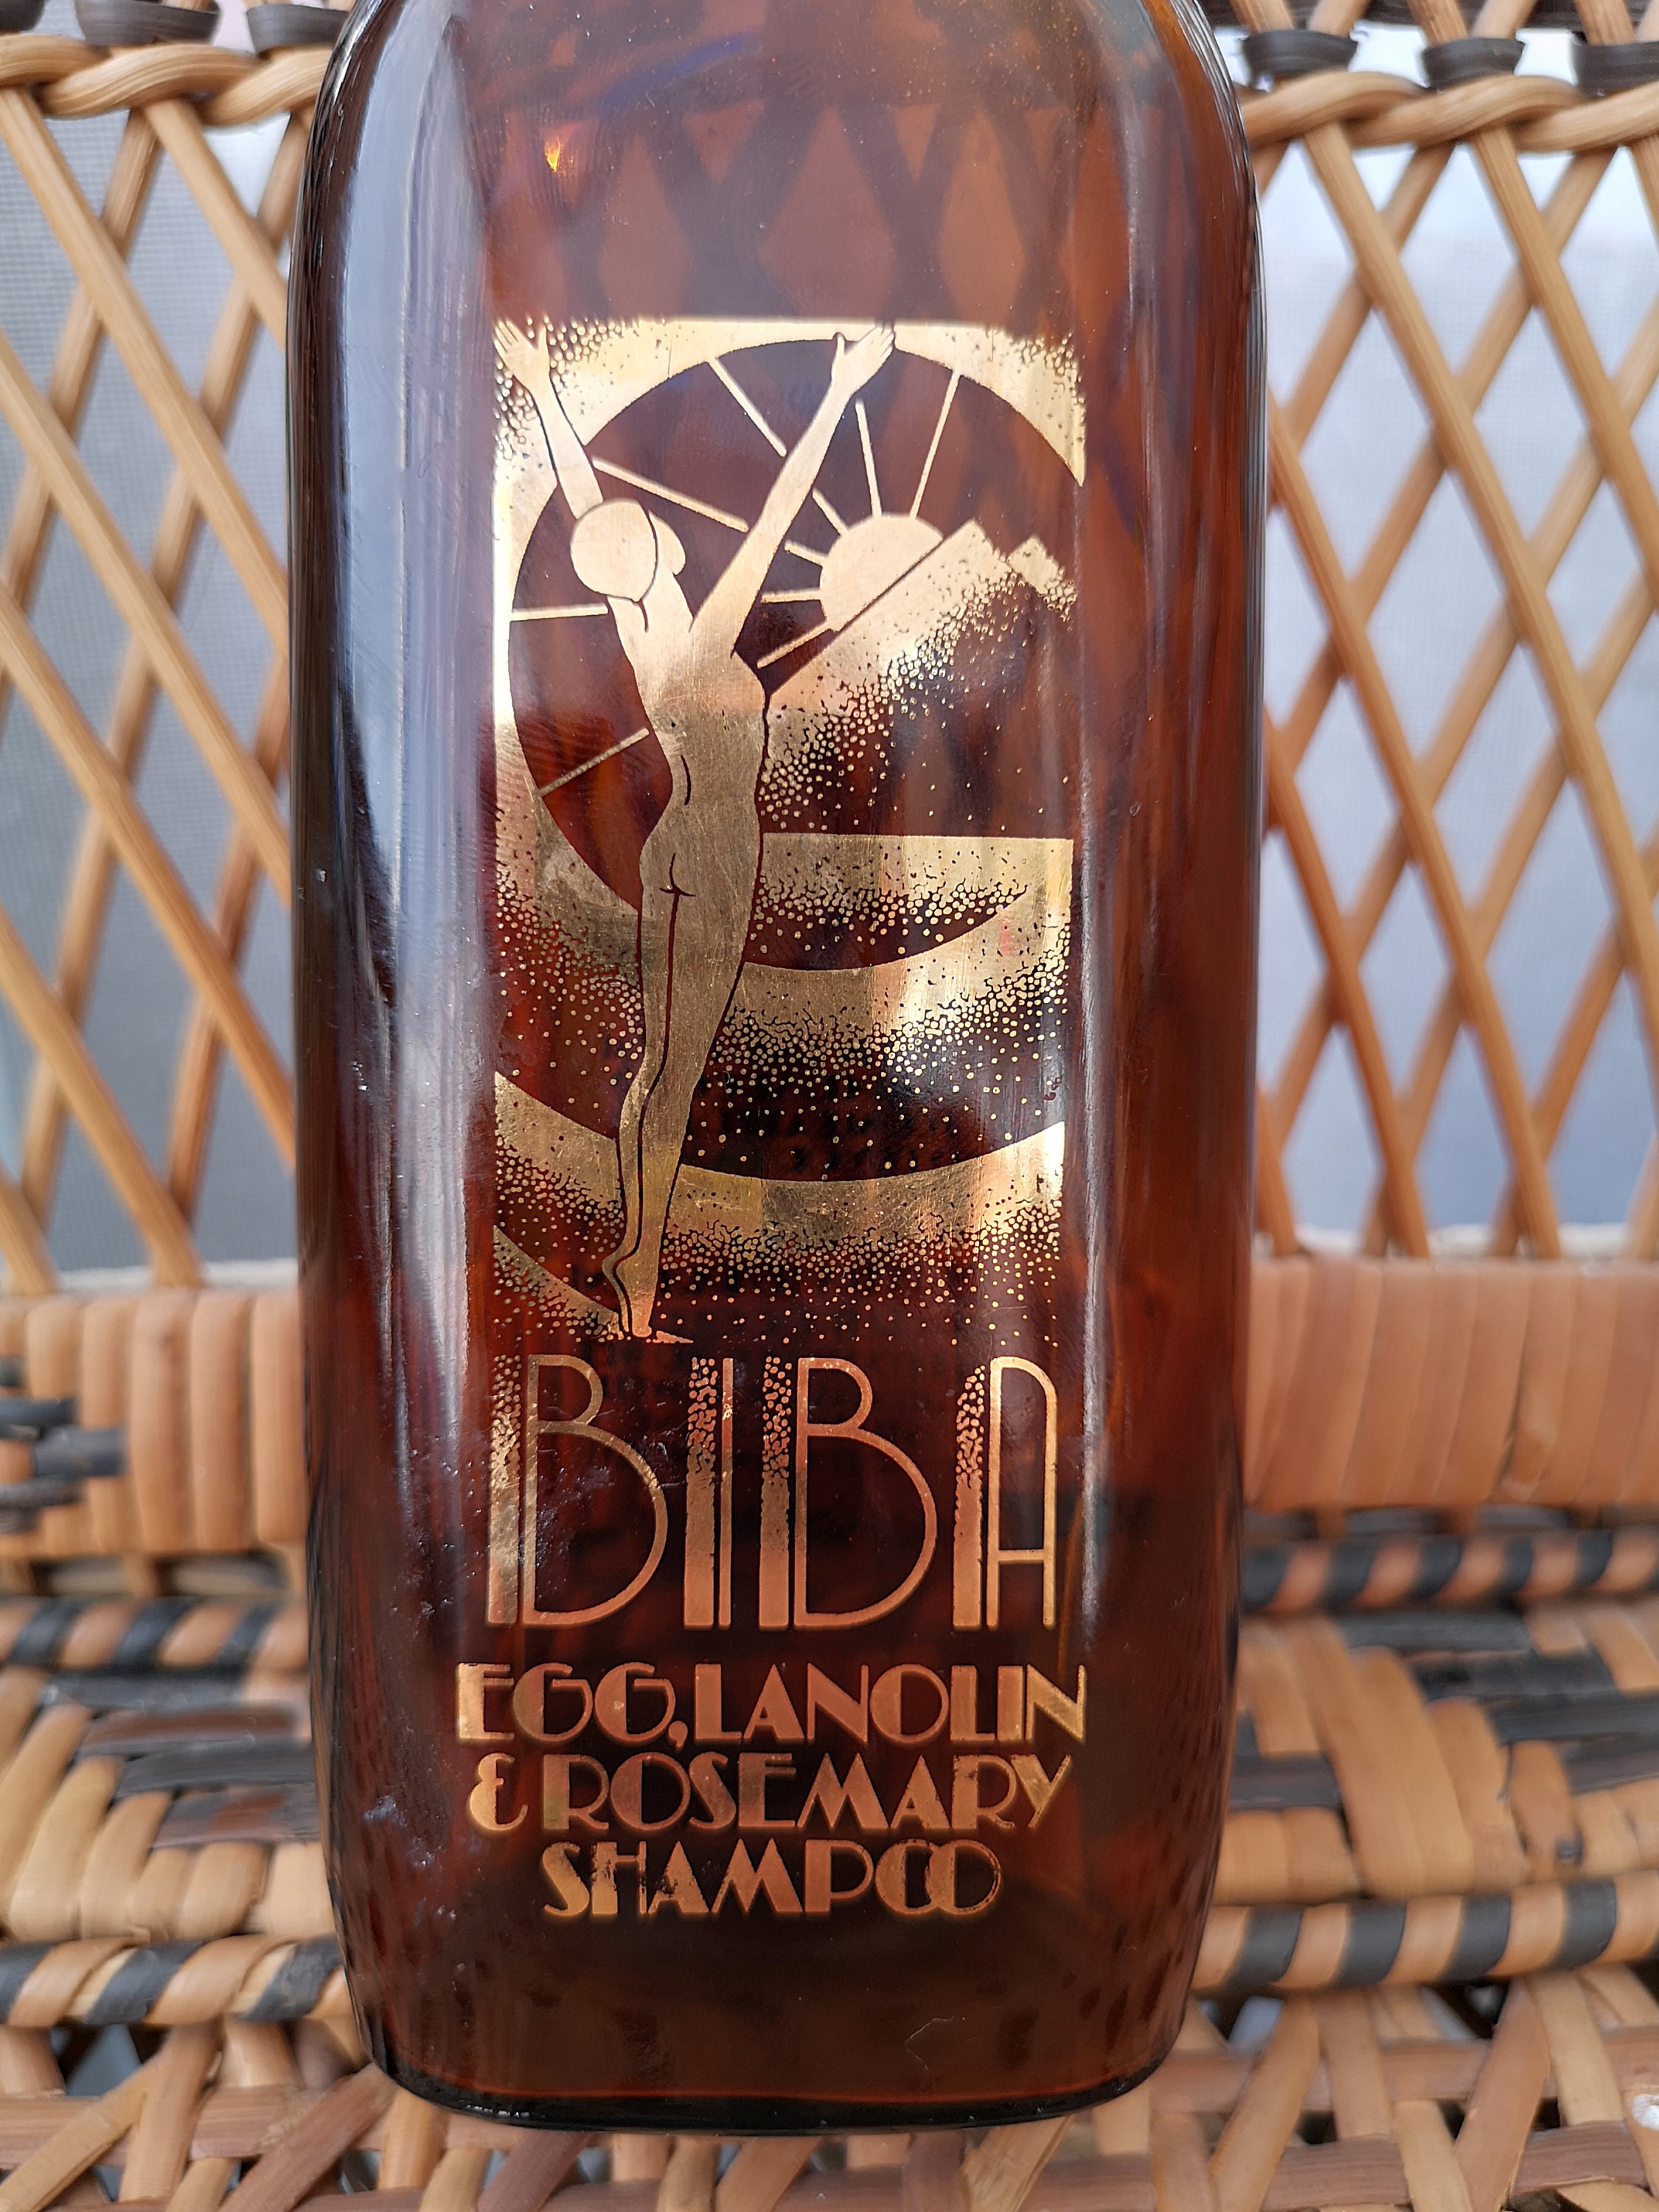 BIBA
EGG, LANOLIN
& ROSEMARY
SHAMPOO